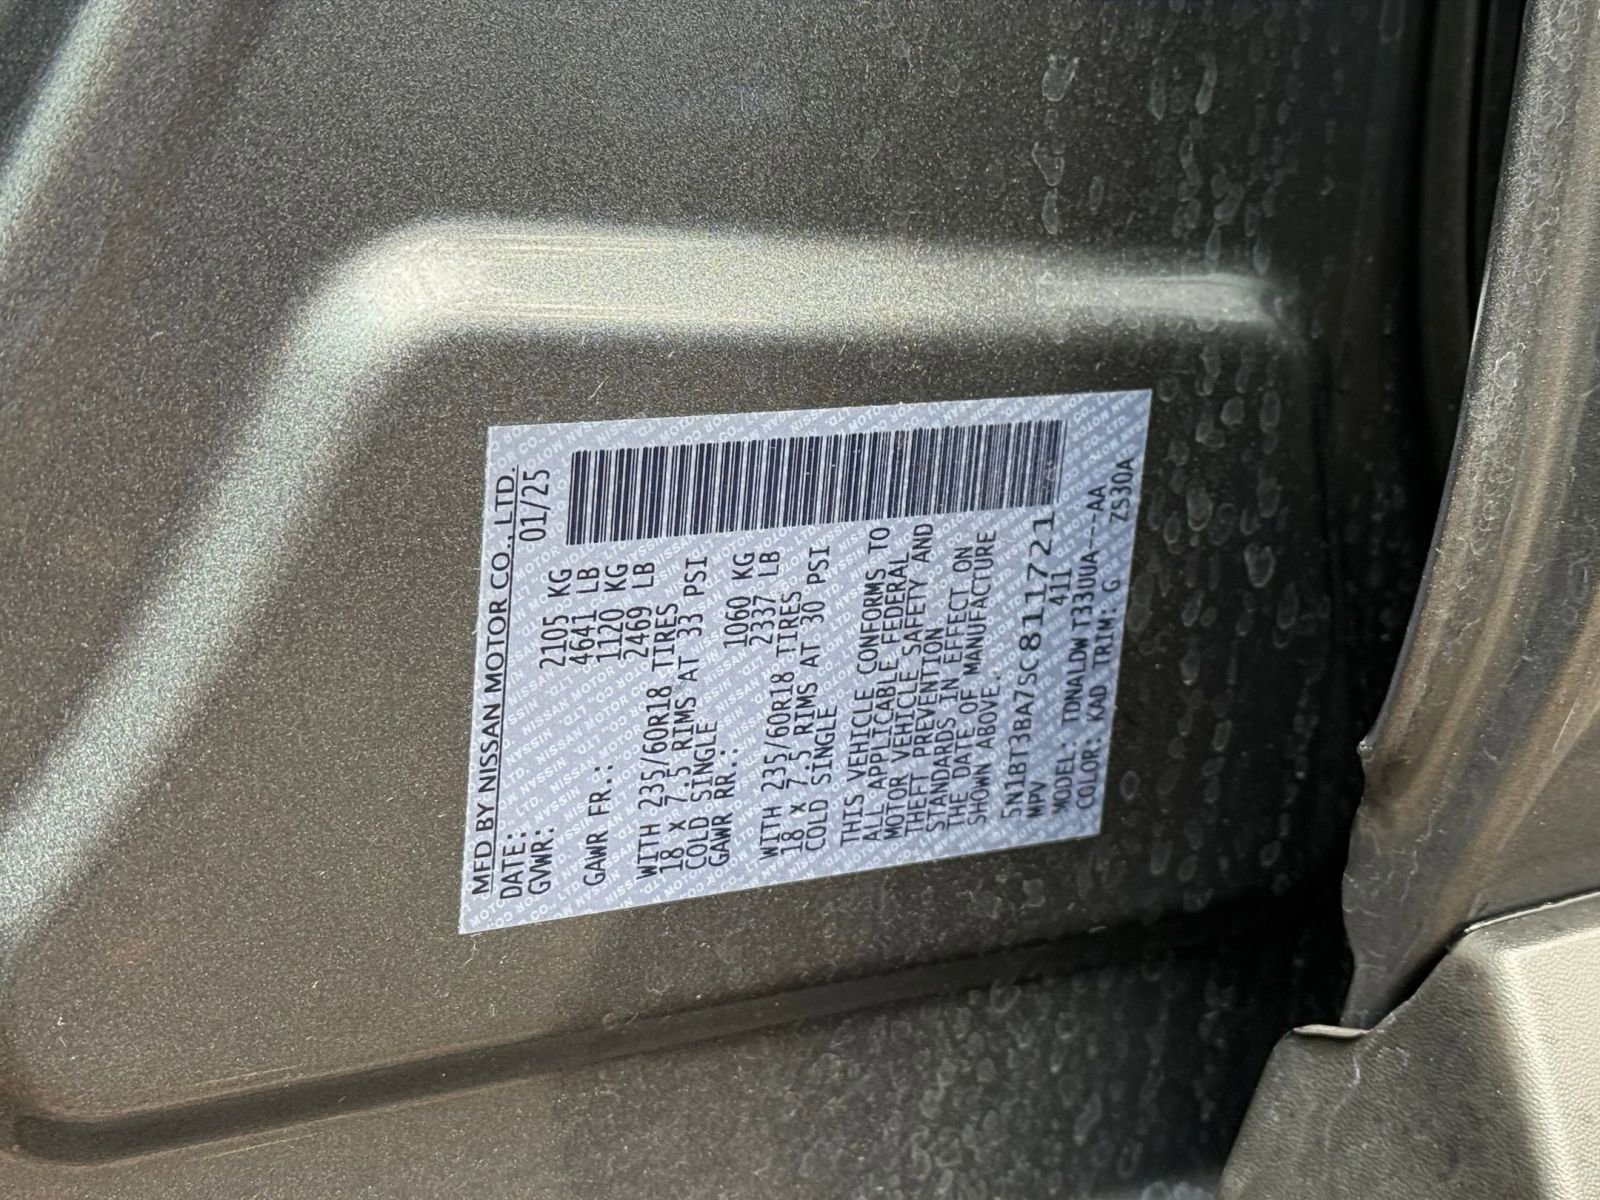 MFD BY NISSAN MOTOR CO., LTD.
DATE: 01/25
GVWR: 2105 KG
4641 LB
GAWR FR.: 1120 KG
2469 LB
WITH 235/60R18 TIRES
18 x 7.5 RIMS AT 33 PSI
COLD SINGLE
GAWR RR.: 1060 KG
2337 LB
WITH 235/60R18 TIRES
18 x 7.5 RIMS AT 30 PSI
COLD SINGLE
THIS VEHICLE CONFORMS TO
ALL APPLICABLE FEDERAL
MOTOR VEHICLE SAFETY AND
THEFT PREVENTION
STANDARDS IN EFFECT ON
THE DATE OF MANUFACTURE
SHOWN ABOVE.
5N1BT3BA7SC811721
MPV 411
MODEL: TDNALDW T33UUA---AA
COLOR: KAD TRIM: G ZS30A